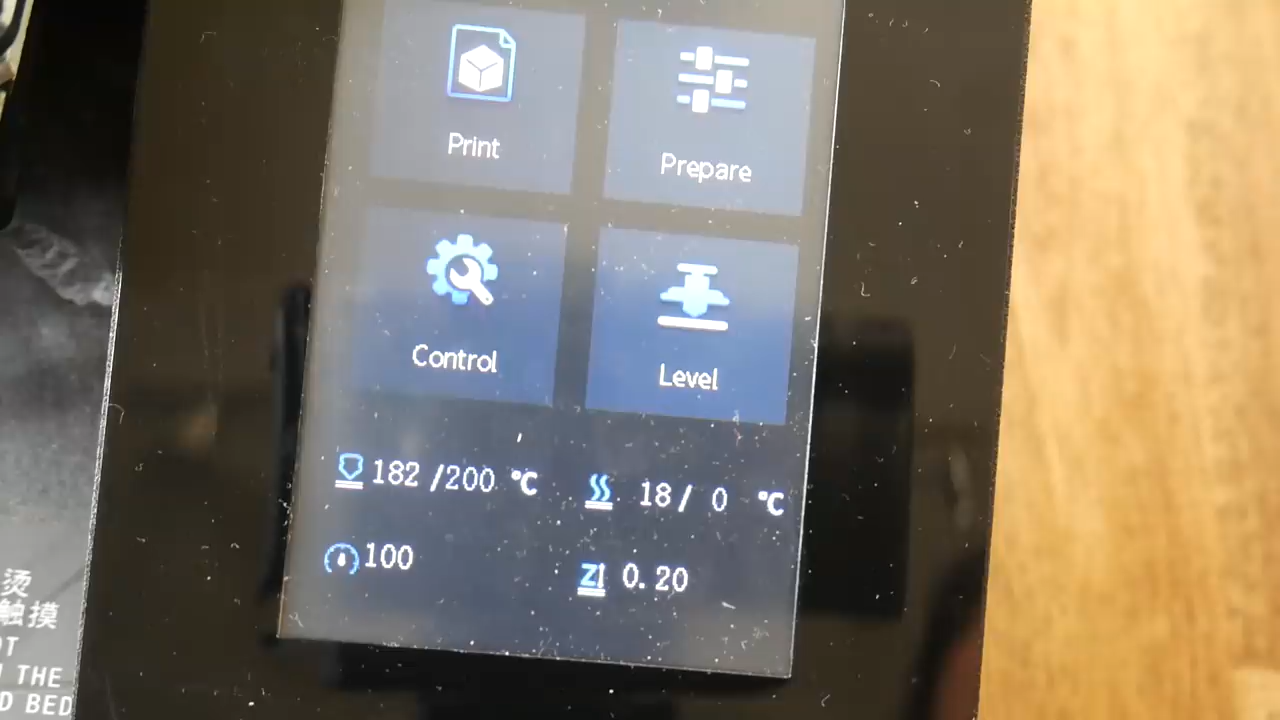 Print
Prepare
Control
Level
182 /200 ℃
18/ 0 ℃
100
Z 0.20
烫
触摸
OT
THE
D BED